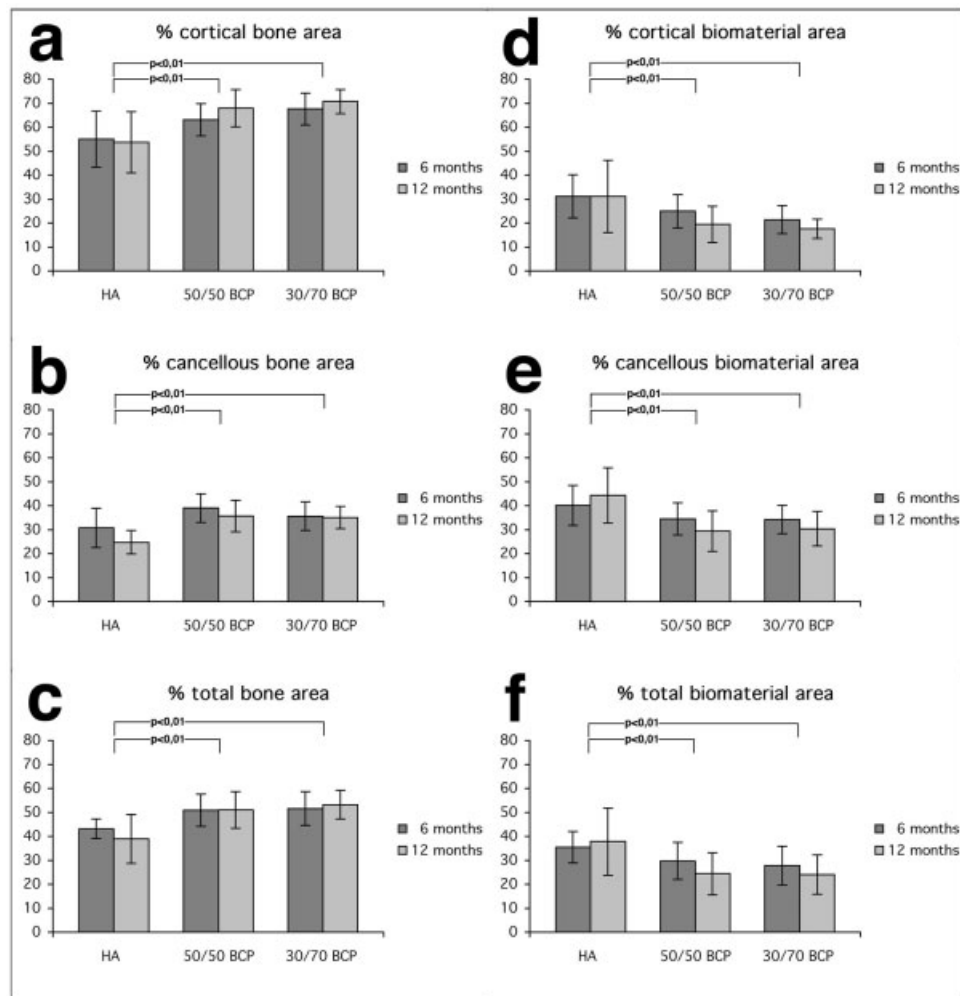 a
% cortical bone area
p<0,01
p<0,01
80
70
60
50
40
30
20
10
0
HA 50/50 BCP 30/70 BCP
6 months
12 months
d
% cortical biomaterial area
p<0,01
p<0,01
80
70
60
50
40
30
20
10
0
HA 50/50 BCP 30/70 BCP
6 months
12 months
b
% cancellous bone area
p<0,01
p<0,01
80
70
60
50
40
30
20
10
0
HA 50/50 BCP 30/70 BCP
6 months
12 months
e
% cancellous biomaterial area
p<0,01
p<0,01
80
70
60
50
40
30
20
10
0
HA 50/50 BCP 30/70 BCP
6 months
12 months
c
% total bone area
p<0,01
p<0,01
80
70
60
50
40
30
20
10
0
HA 50/50 BCP 30/70 BCP
6 months
12 months
f
% total biomaterial area
p<0,01
p<0,01
80
70
60
50
40
30
20
10
0
HA 50/50 BCP 30/70 BCP
6 months
12 months